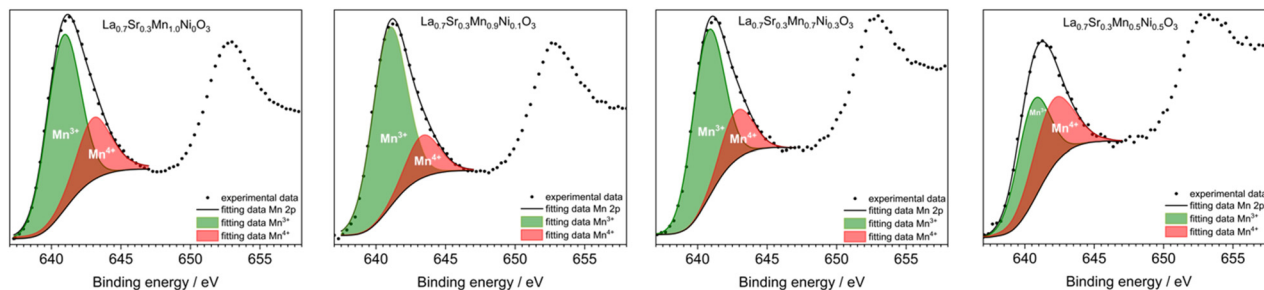 La0.7Sr0.3Mn1.0Ni0O3
Mn3+
Mn4+
experimental data
fitting data Mn 2p
fitting data Mn3+
fitting data Mn4+
640 645 650 655
Binding energy / eV
La0.7Sr0.3Mn0.9Ni0.1O3
Mn3+
Mn4+
experimental data
fitting data Mn 2p
fitting data Mn3+
fitting data Mn4+
640 645 650 655
Binding energy / eV
La0.7Sr0.3Mn0.7Ni0.3O3
Mn3+
Mn4+
experimental data
fitting data Mn 2p
fitting data Mn3+
fitting data Mn4+
640 645 650 655
Binding energy / eV
La0.7Sr0.3Mn0.5Ni0.5O3
Mn3+
Mn4+
experimental data
fitting data Mn 2p
fitting data Mn3+
fitting data Mn4+
640 645 650 655
Binding energy / eV